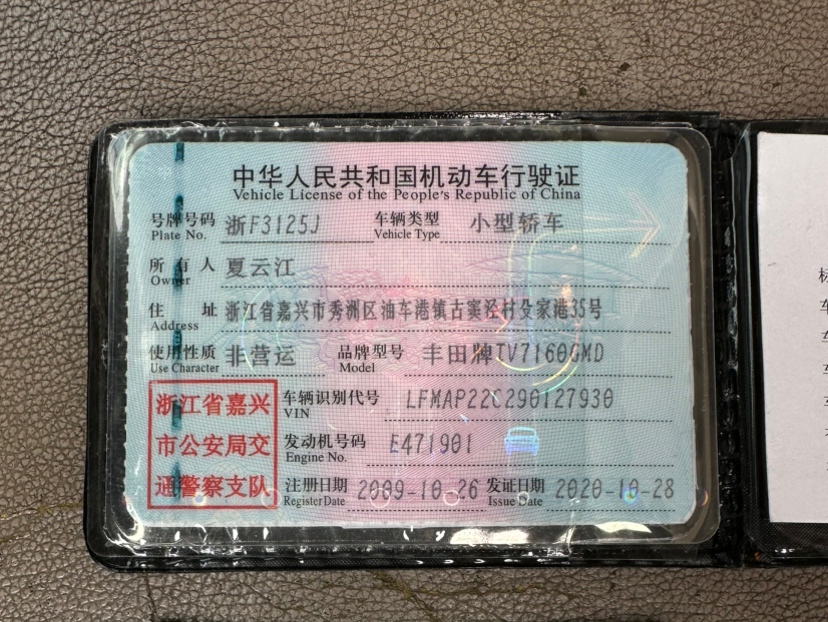 中华人民共和国机动车行驶证
Vehicle License of the People's Republic of China
号牌号码 浙F3125J 车辆类型 小型轿车
Plate No. Vehicle Type
所有人 夏云江
Owner
住址 浙江省嘉兴市秀洲区油车港镇古窦泾村殳家港35号
Address
使用性质 非营运 品牌型号 丰田牌TV7160GMD
Use Character Model
浙江省嘉兴
市公安局交
通警察支队
车辆识别代号 LFMAP22C290127930
VIN
发动机号码 E471901
Engine No.
注册日期 2009-10-26 发证日期 2020-10-28
Register Date Issue Date